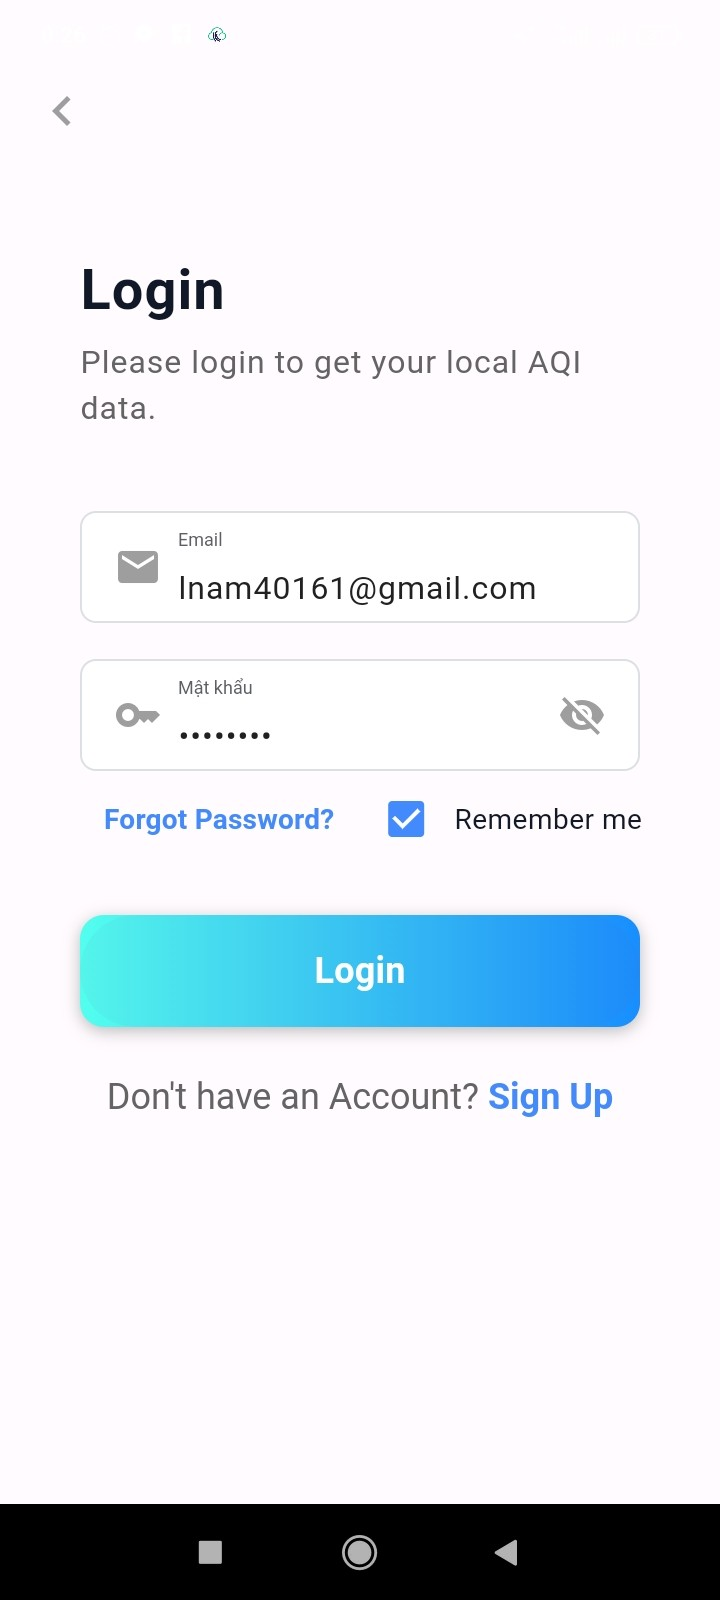 Login
Please login to get your local AQI
data.
Email
lnam40161@gmail.com
Mật khẩu
••••••••
Forgot Password? Remember me
Login
Don't have an Account? Sign Up